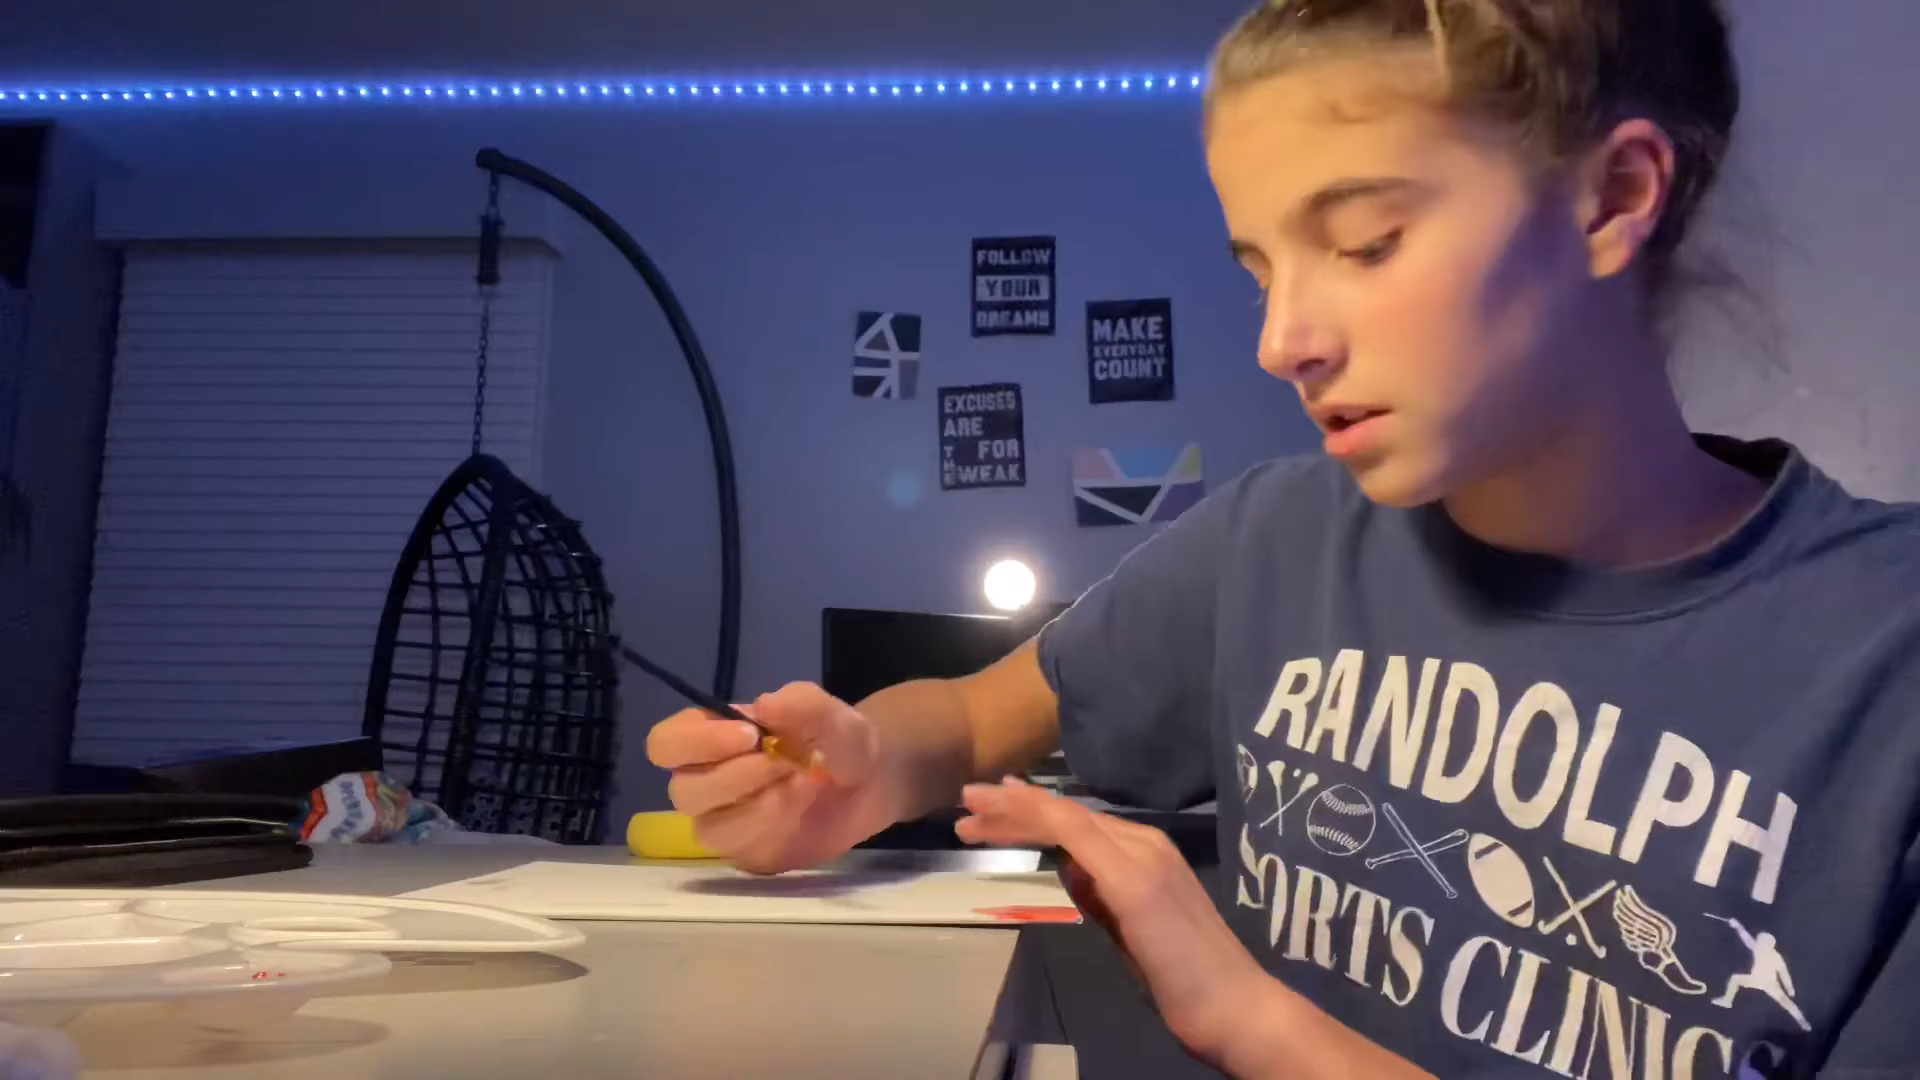 FOLLOW
YOUR
DREAMS
MAKE
EVERYDAY
COUNT
EXCUSES
ARE
FOR
THE
WEAK
RANDOLPH
SPORTS CLINICS